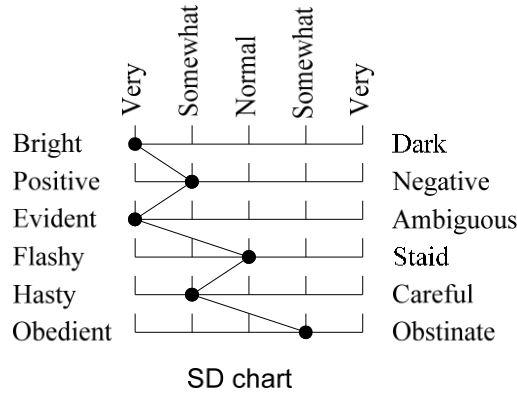 Very Somewhat Normal Somewhat Very
Bright Dark
Positive Negative
Evident Ambiguous
Flashy Staid
Hasty Careful
Obedient Obstinate
SD chart